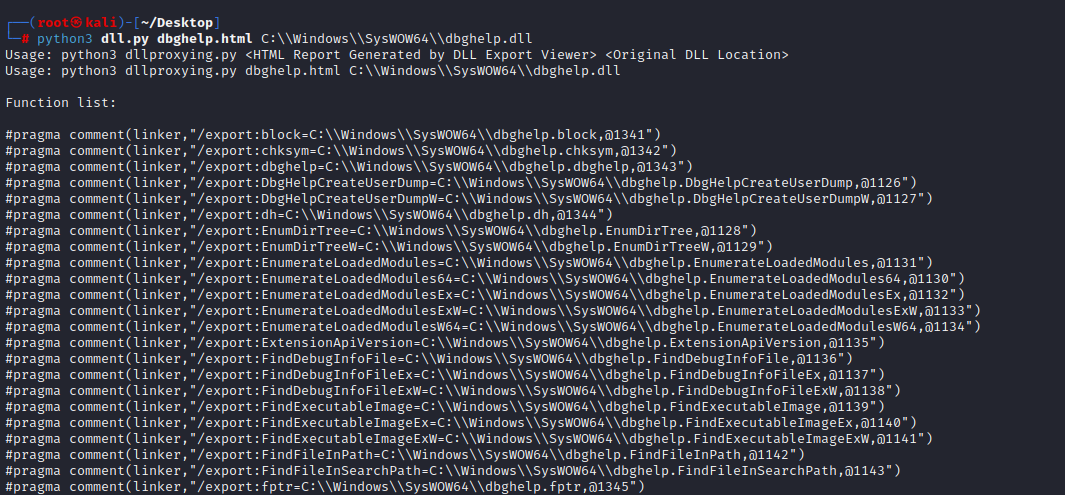 ┌──(root㉿kali)-[~/Desktop]
└─# python3 dll.py dbghelp.html C:\\Windows\\SysWOW64\\dbghelp.dll
Usage: python3 dllproxying.py <HTML Report Generated by DLL Export Viewer> <Original DLL Location>
Usage: python3 dllproxying.py dbghelp.html C:\\Windows\\SysWOW64\\dbghelp.dll
Function list:
#pragma comment(linker,"/export:block=C:\\Windows\\SysWOW64\\dbghelp.block,@1341")
#pragma comment(linker,"/export:chksym=C:\\Windows\\SysWOW64\\dbghelp.chksym,@1342")
#pragma comment(linker,"/export:dbghelp=C:\\Windows\\SysWOW64\\dbghelp.dbghelp,@1343")
#pragma comment(linker,"/export:DbgHelpCreateUserDump=C:\\Windows\\SysWOW64\\dbghelp.DbgHelpCreateUserDump,@1126")
#pragma comment(linker,"/export:DbgHelpCreateUserDumpW=C:\\Windows\\SysWOW64\\dbghelp.DbgHelpCreateUserDumpW,@1127")
#pragma comment(linker,"/export:dh=C:\\Windows\\SysWOW64\\dbghelp.dh,@1344")
#pragma comment(linker,"/export:EnumDirTree=C:\\Windows\\SysWOW64\\dbghelp.EnumDirTree,@1128")
#pragma comment(linker,"/export:EnumDirTreeW=C:\\Windows\\SysWOW64\\dbghelp.EnumDirTreeW,@1129")
#pragma comment(linker,"/export:EnumerateLoadedModules=C:\\Windows\\SysWOW64\\dbghelp.EnumerateLoadedModules,@1131")
#pragma comment(linker,"/export:EnumerateLoadedModules64=C:\\Windows\\SysWOW64\\dbghelp.EnumerateLoadedModules64,@1130")
#pragma comment(linker,"/export:EnumerateLoadedModulesEx=C:\\Windows\\SysWOW64\\dbghelp.EnumerateLoadedModulesEx,@1132")
#pragma comment(linker,"/export:EnumerateLoadedModulesExW=C:\\Windows\\SysWOW64\\dbghelp.EnumerateLoadedModulesExW,@1133")
#pragma comment(linker,"/export:EnumerateLoadedModulesW64=C:\\Windows\\SysWOW64\\dbghelp.EnumerateLoadedModulesW64,@1134")
#pragma comment(linker,"/export:ExtensionApiVersion=C:\\Windows\\SysWOW64\\dbghelp.ExtensionApiVersion,@1135")
#pragma comment(linker,"/export:FindDebugInfoFile=C:\\Windows\\SysWOW64\\dbghelp.FindDebugInfoFile,@1136")
#pragma comment(linker,"/export:FindDebugInfoFileEx=C:\\Windows\\SysWOW64\\dbghelp.FindDebugInfoFileEx,@1137")
#pragma comment(linker,"/export:FindDebugInfoFileExW=C:\\Windows\\SysWOW64\\dbghelp.FindDebugInfoFileExW,@1138")
#pragma comment(linker,"/export:FindExecutableImage=C:\\Windows\\SysWOW64\\dbghelp.FindExecutableImage,@1139")
#pragma comment(linker,"/export:FindExecutableImageEx=C:\\Windows\\SysWOW64\\dbghelp.FindExecutableImageEx,@1140")
#pragma comment(linker,"/export:FindExecutableImageExW=C:\\Windows\\SysWOW64\\dbghelp.FindExecutableImageExW,@1141")
#pragma comment(linker,"/export:FindFileInPath=C:\\Windows\\SysWOW64\\dbghelp.FindFileInPath,@1142")
#pragma comment(linker,"/export:FindFileInSearchPath=C:\\Windows\\SysWOW64\\dbghelp.FindFileInSearchPath,@1143")
#pragma comment(linker,"/export:fptr=C:\\Windows\\SysWOW64\\dbghelp.fptr,@1345")